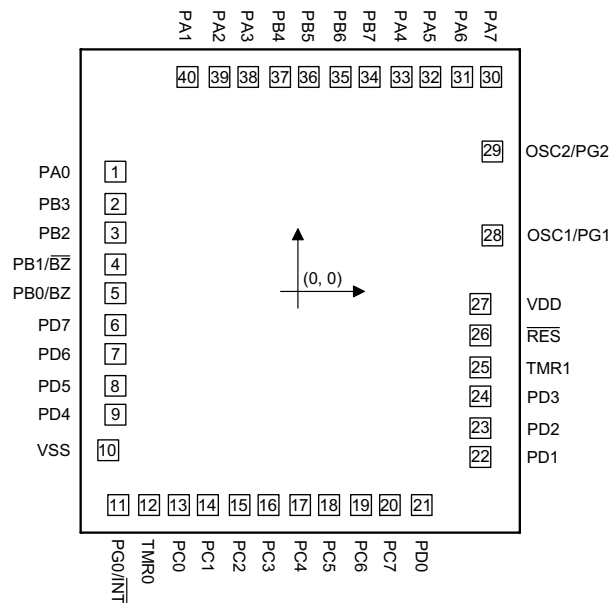 PA1 PA2 PA3 PB4 PB5 PB6 PB7 PA4 PA5 PA6 PA7
40 39 38 37 36 35 34 33 32 31 30
29 OSC2/PG2
PA0 1
PB3 2
PB2 3
28 OSC1/PG1
PB1/BZ 4
(0, 0)
PB0/BZ 5
27 VDD
PD7 6
26 RES
PD6 7
25 TMR1
PD5 8
24 PD3
PD4 9
23 PD2
VSS 10
22 PD1
11 12 13 14 15 16 17 18 19 20 21
PG0/INT TMR0 PC0 PC1 PC2 PC3 PC4 PC5 PC6 PC7 PD0